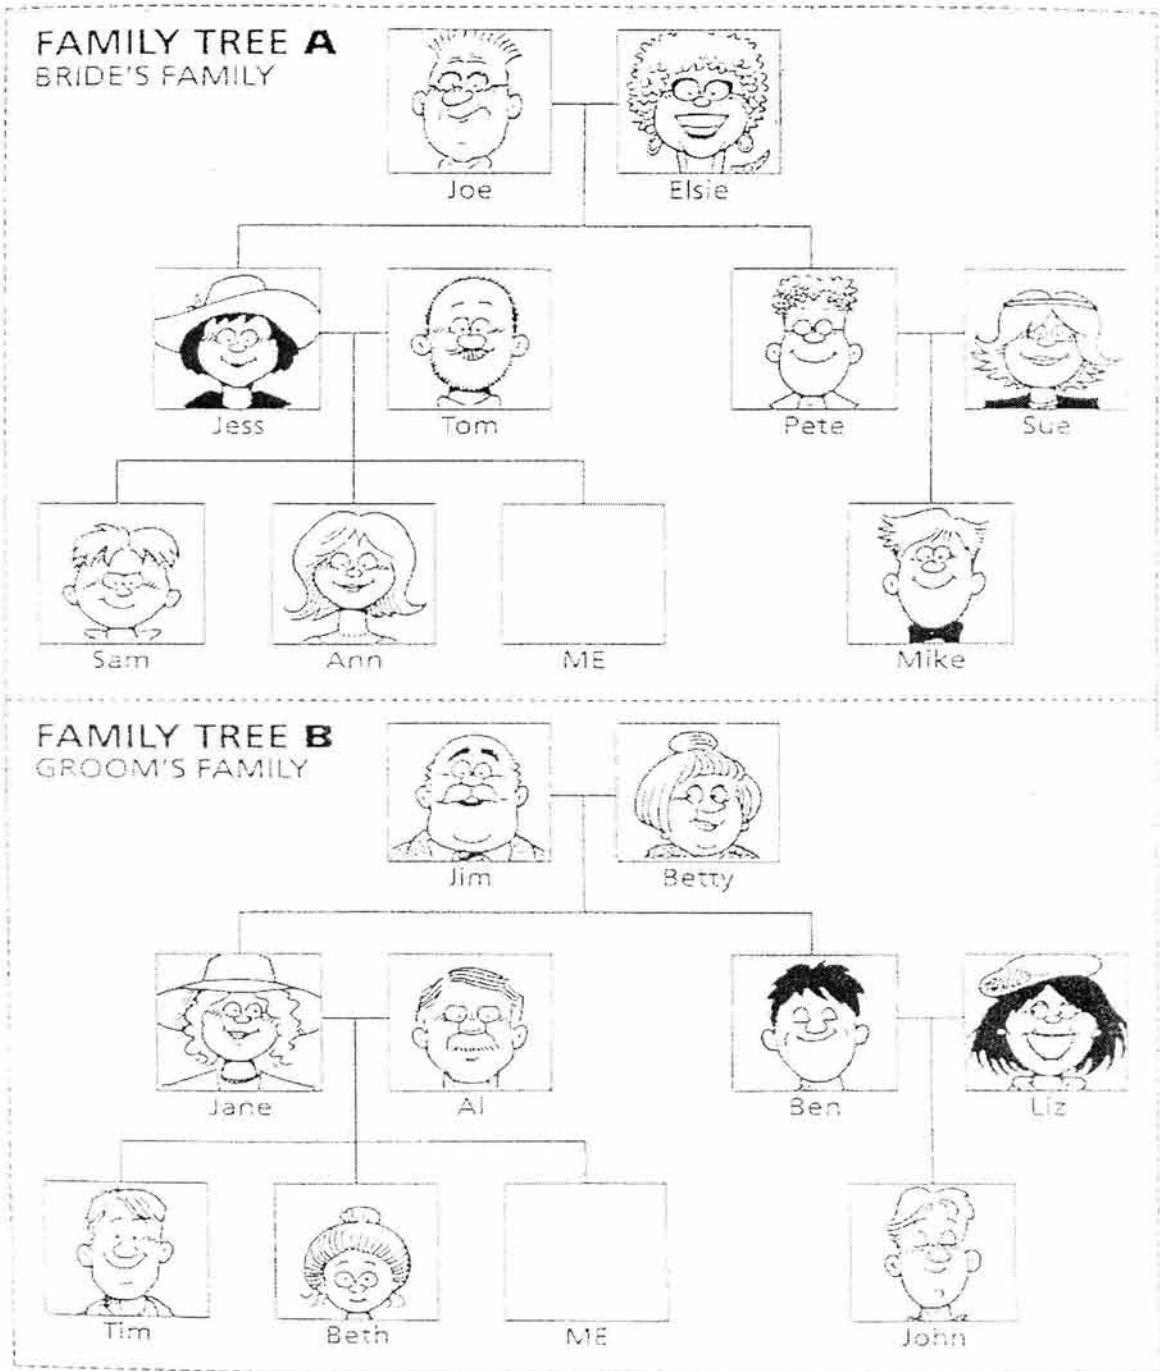 FAMILY TREE A
BRIDE'S FAMILY
Joe Elsie
Jess Tom Pete Sue
Sam Ann ME Mike
FAMILY TREE B
GROOM'S FAMILY
Jim Betty
Jane Al Ben Liz
Tim Beth ME John